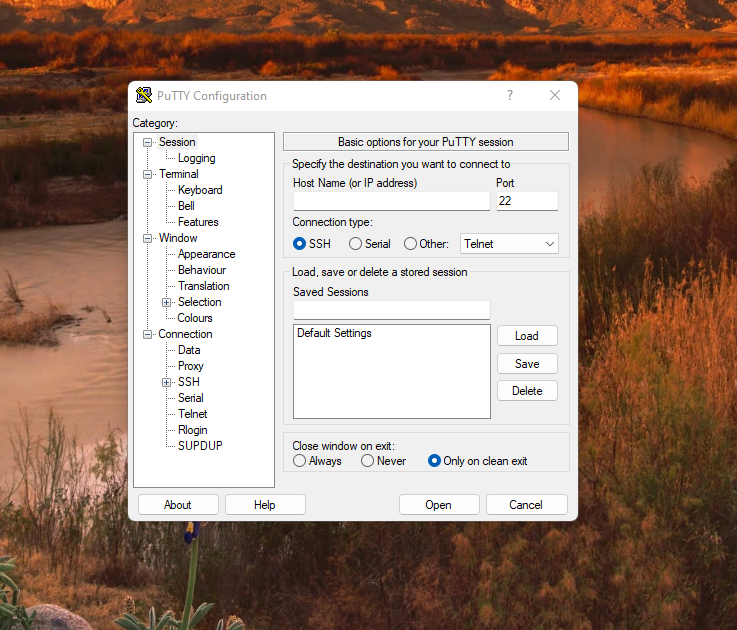 PuTTY Configuration
?
Category:
Session
Logging
Terminal
Keyboard
Bell
Features
Window
Appearance
Behaviour
Translation
Selection
Colours
Connection
Data
Proxy
SSH
Serial
Telnet
Rlogin
SUPDUP
Basic options for your PuTTY session
Specify the destination you want to connect to
Host Name (or IP address) Port
22
Connection type:
SSH Serial Other: Telnet
Load, save or delete a stored session
Saved Sessions
Default Settings
Load
Save
Delete
Close window on exit:
Always Never Only on clean exit
About Help Open Cancel